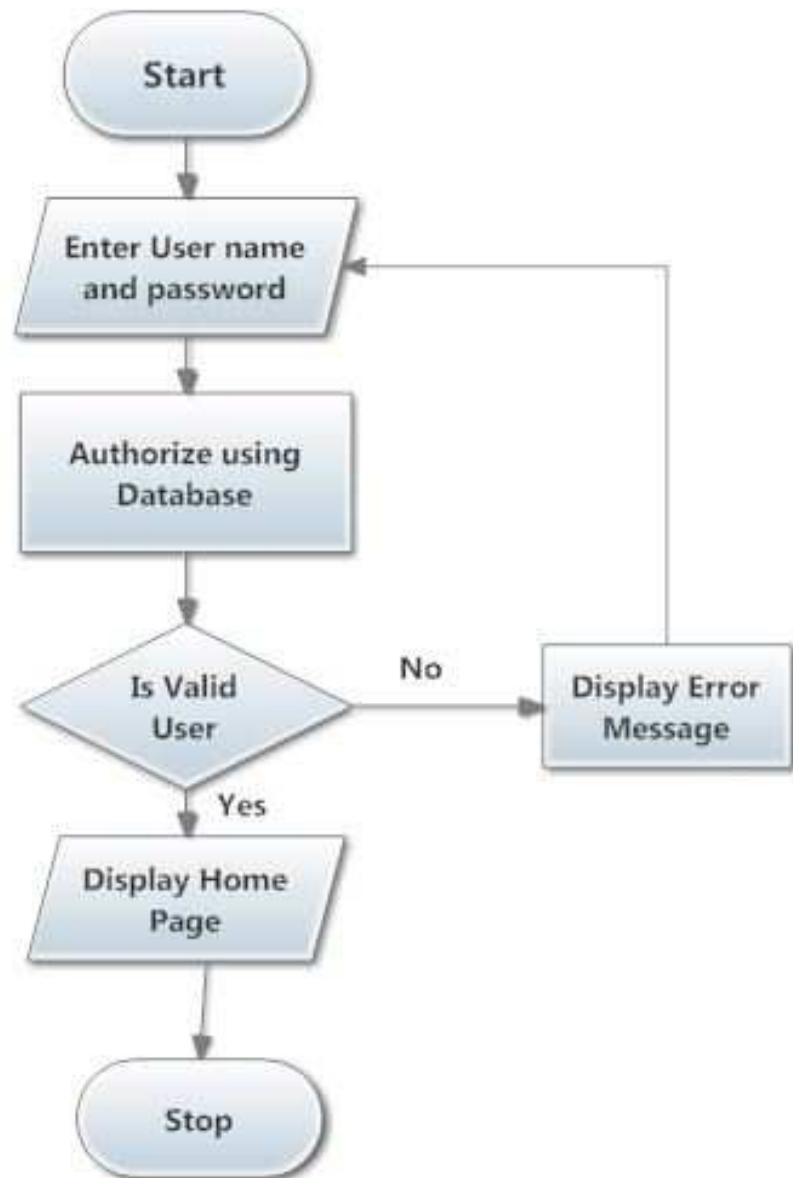 Start
Enter User name
and password
Authorize using
Database
Is Valid
User
No
Display Error
Message
Yes
Display Home
Page
Stop